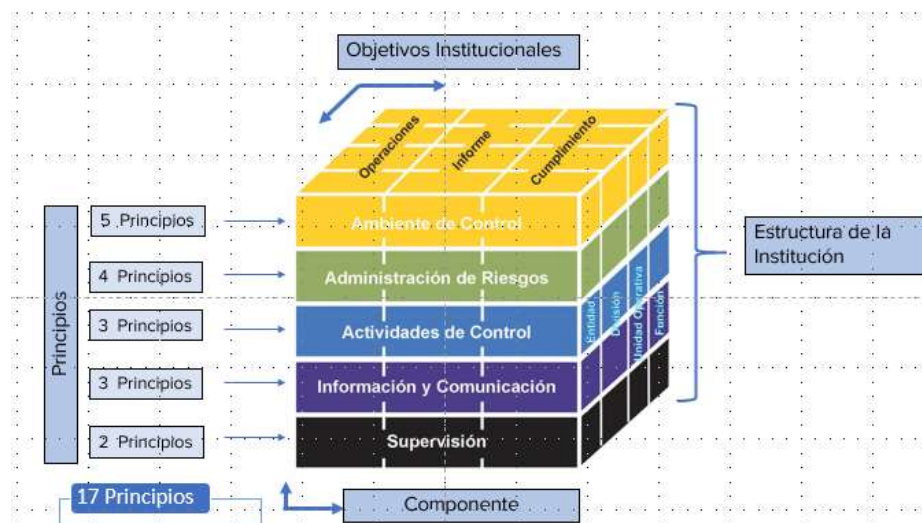 Objetivos Institucionales
Operaciones
Informe
Cumplimiento
5 Principios
Ambiente de Control
4 Principios
Administración de Riesgos
3 Principios
Actividades de Control
3 Principios
Información y Comunicación
2 Principios
Supervisión
Principios
Entidad
División
Unidad Operativa
Función
Estructura de la
Institución
17 Principios
Componente